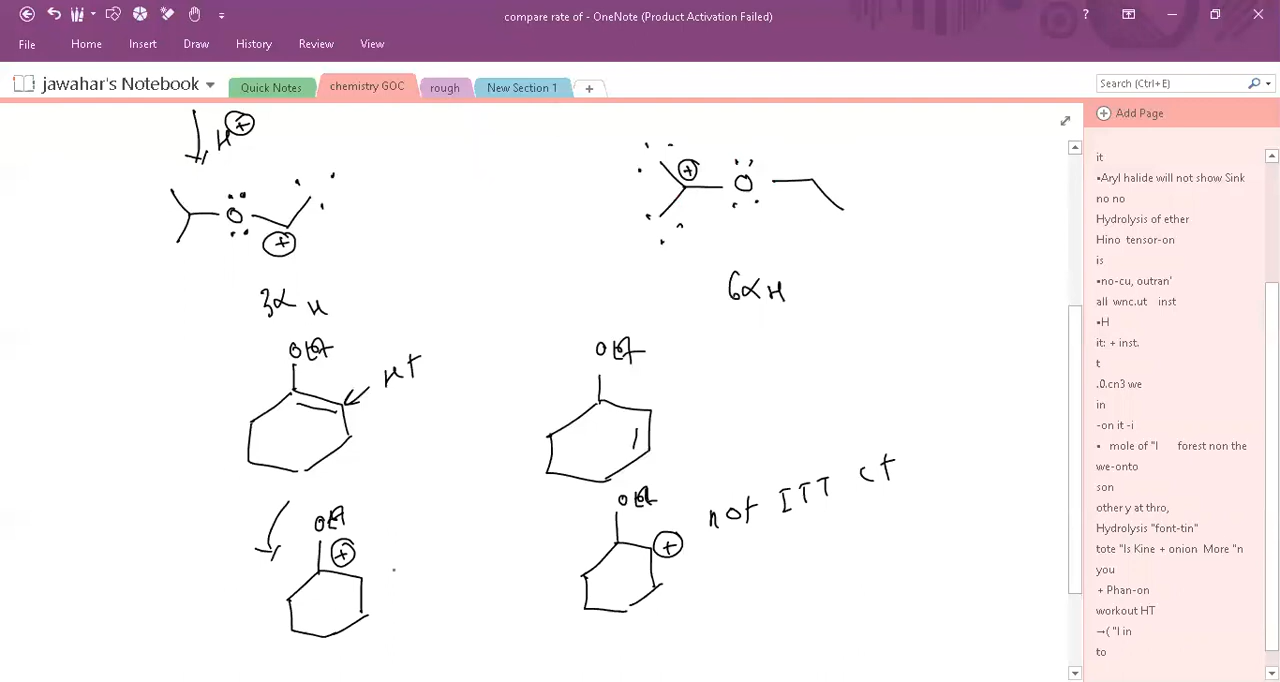 compare rate of - OneNote (Product Activation Failed)
?
File Home Insert Draw History Review View
jawahar's Notebook Quick Notes chemistry GOC rough New Section 1 +
Search (Ctrl+E)
Add Page
H+
+ O
O +
3α H
6α H
OEt
H+
OEt
OEt
+
OEt
+
not ITT C+
it
▪Aryl halide will not show Sink
no no
Hydrolysis of ether
Hino tensor-on
is
▪no-cu, outran'
all wnc.ut inst
▪H
it: + inst.
t
.0.cn3 we
in
-on it -i
▪ mole of "I forest non the
we-onto
son
other y at thro,
Hydrolysis "font-tin"
tote "Is Kine + onion More "n
you
+ Phan-on
workout HT
→( "I in
to